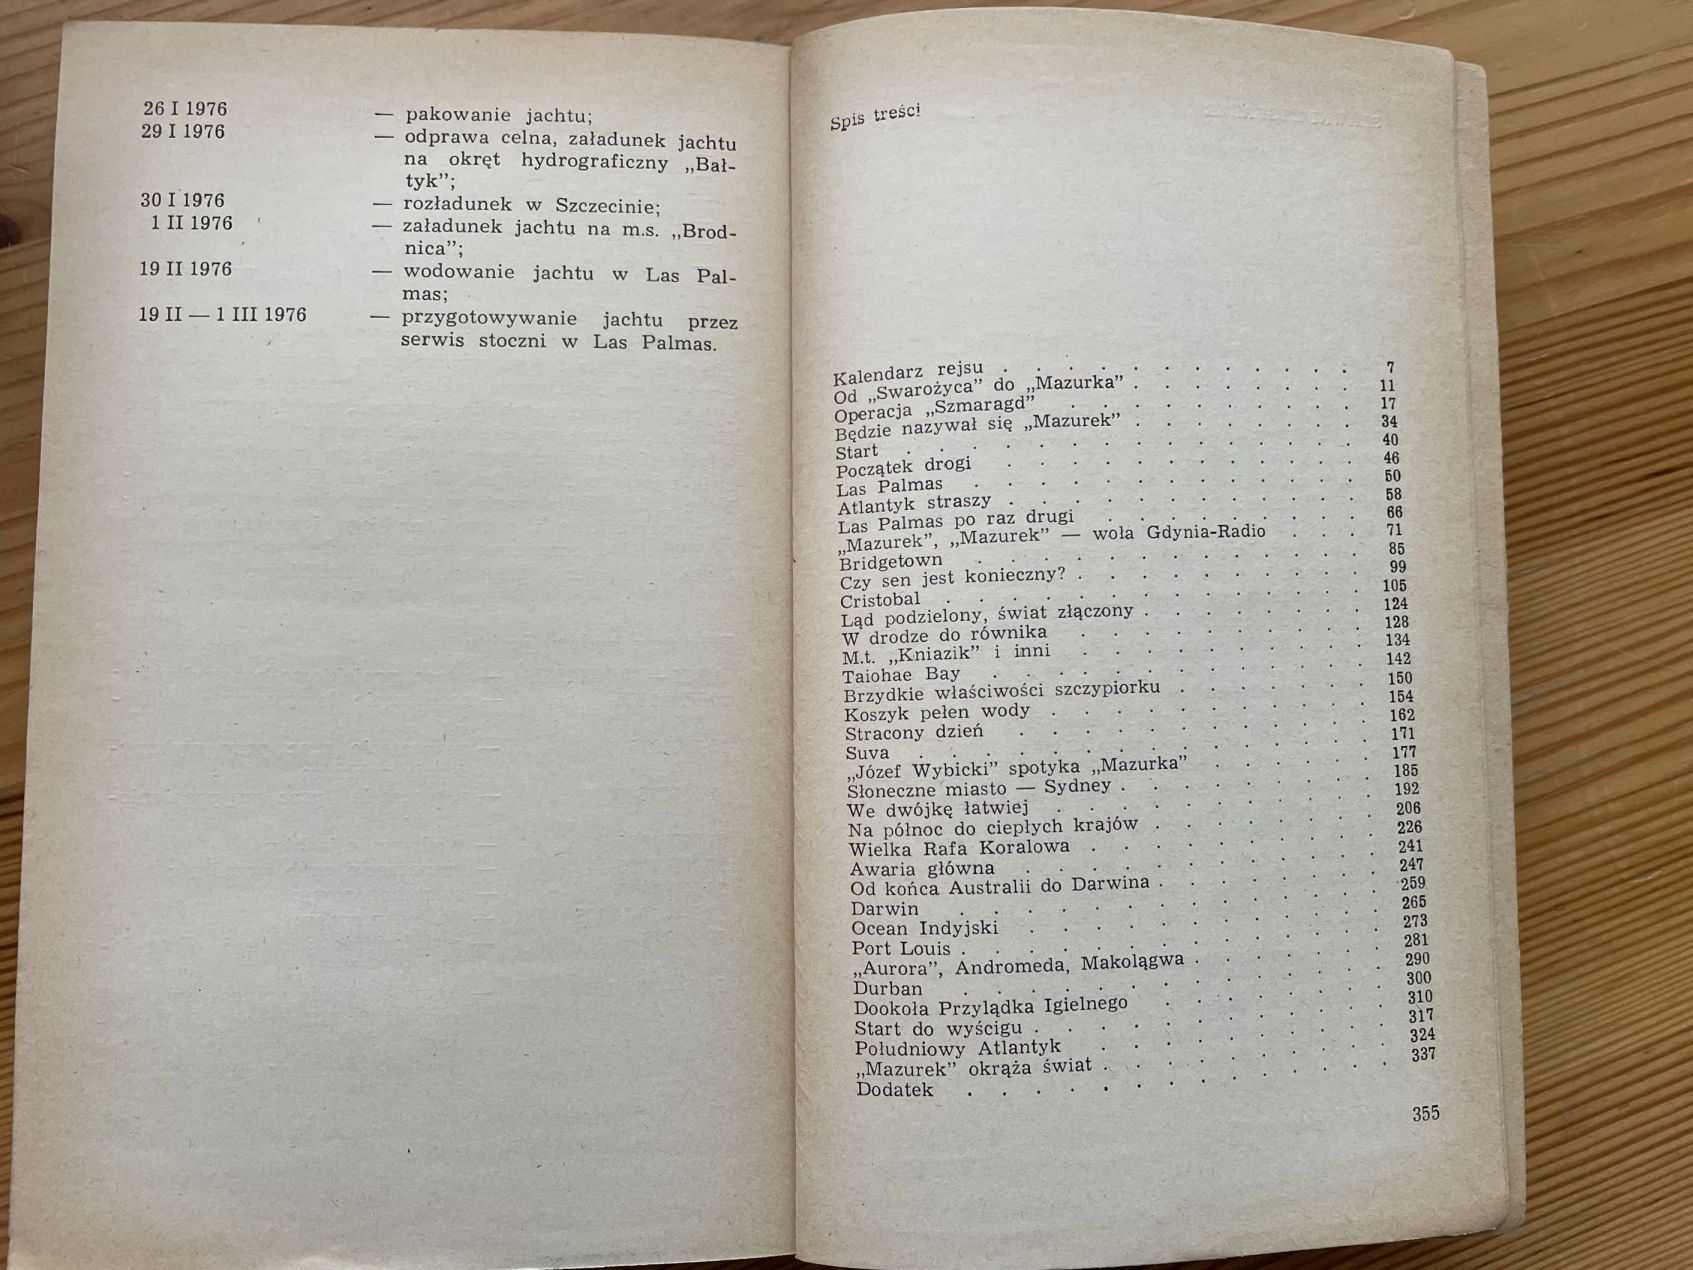 26 I 1976 — pakowanie jachtu;
29 I 1976 — odprawa celna, załadunek jachtu
na okręt hydrograficzny „Bał-
tyk”;
30 I 1976 — rozładunek w Szczecinie;
1 II 1976 — załadunek jachtu na m.s. „Brod-
nica”;
19 II 1976 — wodowanie jachtu w Las Pal-
mas;
19 II — 1 III 1976 — przygotowywanie jachtu przez
serwis stoczni w Las Palmas.
Spis treści
Kalendarz rejsu . . . . . . . . . . . 7
Od „Swarożyca” do „Mazurka” . . . . . . . 11
Operacja „Szmaragd” . . . . . . . . . 17
Będzie nazywał się „Mazurek” . . . . . . . 34
Start . . . . . . . . . . . . . . 40
Początek drogi . . . . . . . . . . . 46
Las Palmas . . . . . . . . . . . . 50
Atlantyk straszy . . . . . . . . . . . 58
Las Palmas po raz drugi . . . . . . . . 66
„Mazurek”, „Mazurek” — woła Gdynia-Radio . . . 71
Bridgetown . . . . . . . . . . . . 85
Czy sen jest konieczny? . . . . . . . . . 99
Cristobal . . . . . . . . . . . . . 105
Ląd podzielony, świat złączony . . . . . . . 124
W drodze do równika . . . . . . . . . 128
M.t. „Kniazik” i inni . . . . . . . . . 134
Taiohae Bay . . . . . . . . . . . . 142
Brzydkie właściwości szczypiorku . . . . . . 150
Koszyk pełen wody . . . . . . . . . . 154
Stracony dzień . . . . . . . . . . . 162
Suva . . . . . . . . . . . . . . 171
„Józef Wybicki” spotyka „Mazurka” . . . . . 177
Słoneczne miasto — Sydney . . . . . . . . 185
We dwójkę łatwiej . . . . . . . . . . 192
Na północ do ciepłych krajów . . . . . . . 206
Wielka Rafa Koralowa . . . . . . . . . 226
Awaria główna . . . . . . . . . . . 241
Od końca Australii do Darwina . . . . . . . 247
Darwin . . . . . . . . . . . . . 259
Ocean Indyjski . . . . . . . . . . . 265
Port Louis . . . . . . . . . . . . . 273
„Aurora”, Andromeda, Makolągwa . . . . . . 281
Durban . . . . . . . . . . . . . 290
Dookoła Przylądka Igielnego . . . . . . . 300
Start do wyścigu . . . . . . . . . . . 310
Południowy Atlantyk . . . . . . . . . 317
„Mazurek” okrąża świat . . . . . . . . . 324
Dodatek . . . . . . . . . . . . . 337
355